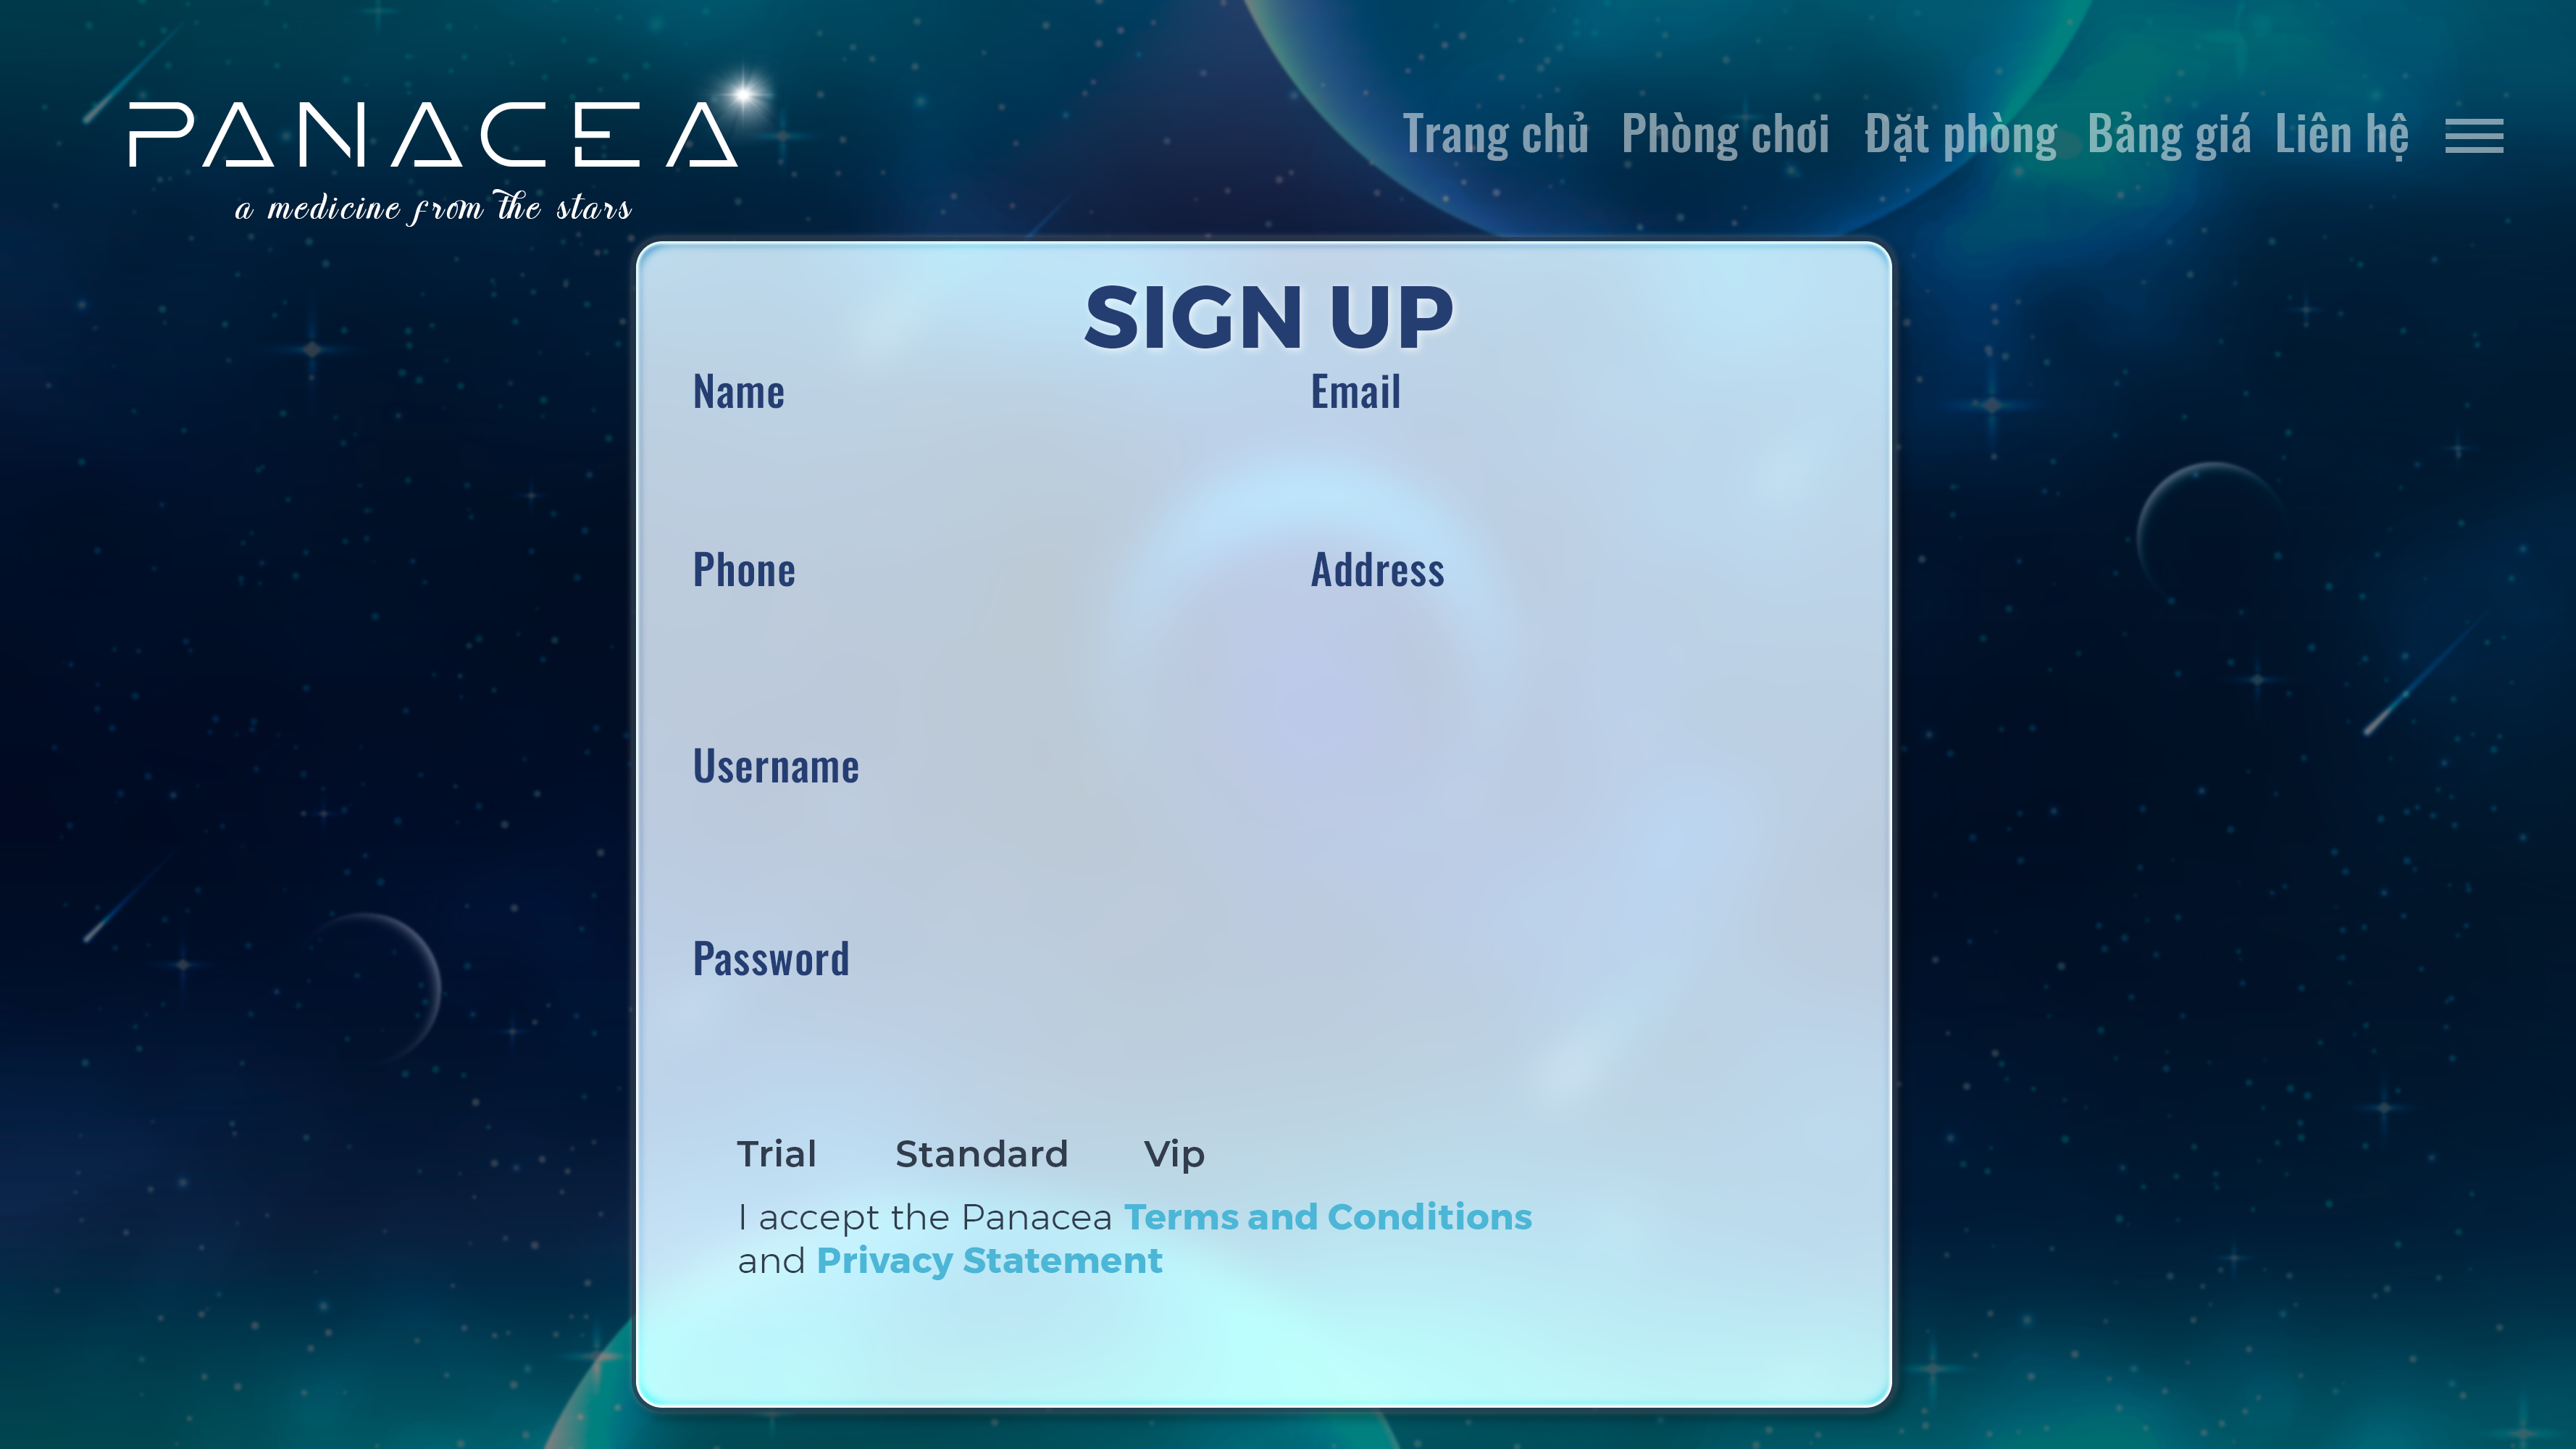 PANACEA
a medicine from the stars
Trang chủ Phòng chơi Đặt phòng Bảng giá Liên hệ
SIGN UP
Name Email
Phone Address
Username
Password
Trial Standard Vip
I accept the Panacea Terms and Conditions
and Privacy Statement